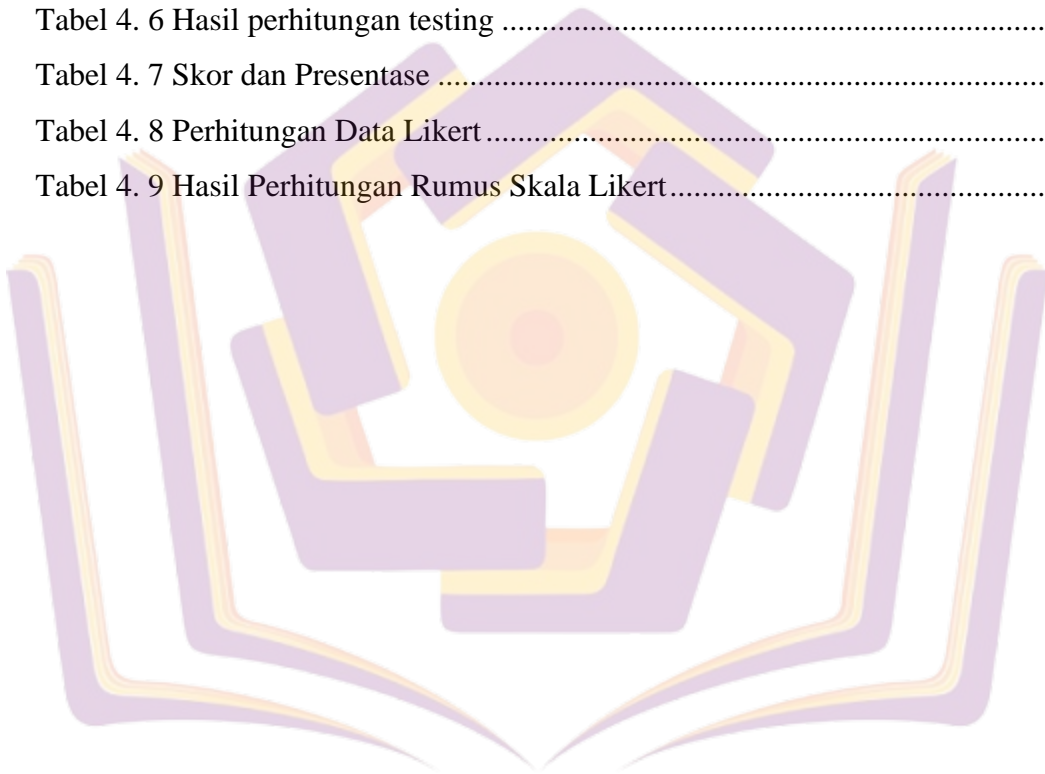 Tabel 4. 6 Hasil perhitungan testing ......................................................................
Tabel 4. 7 Skor dan Presentase ..............................................................................
Tabel 4. 8 Perhitungan Data Likert ........................................................................
Tabel 4. 9 Hasil Perhitungan Rumus Skala Likert ................................................